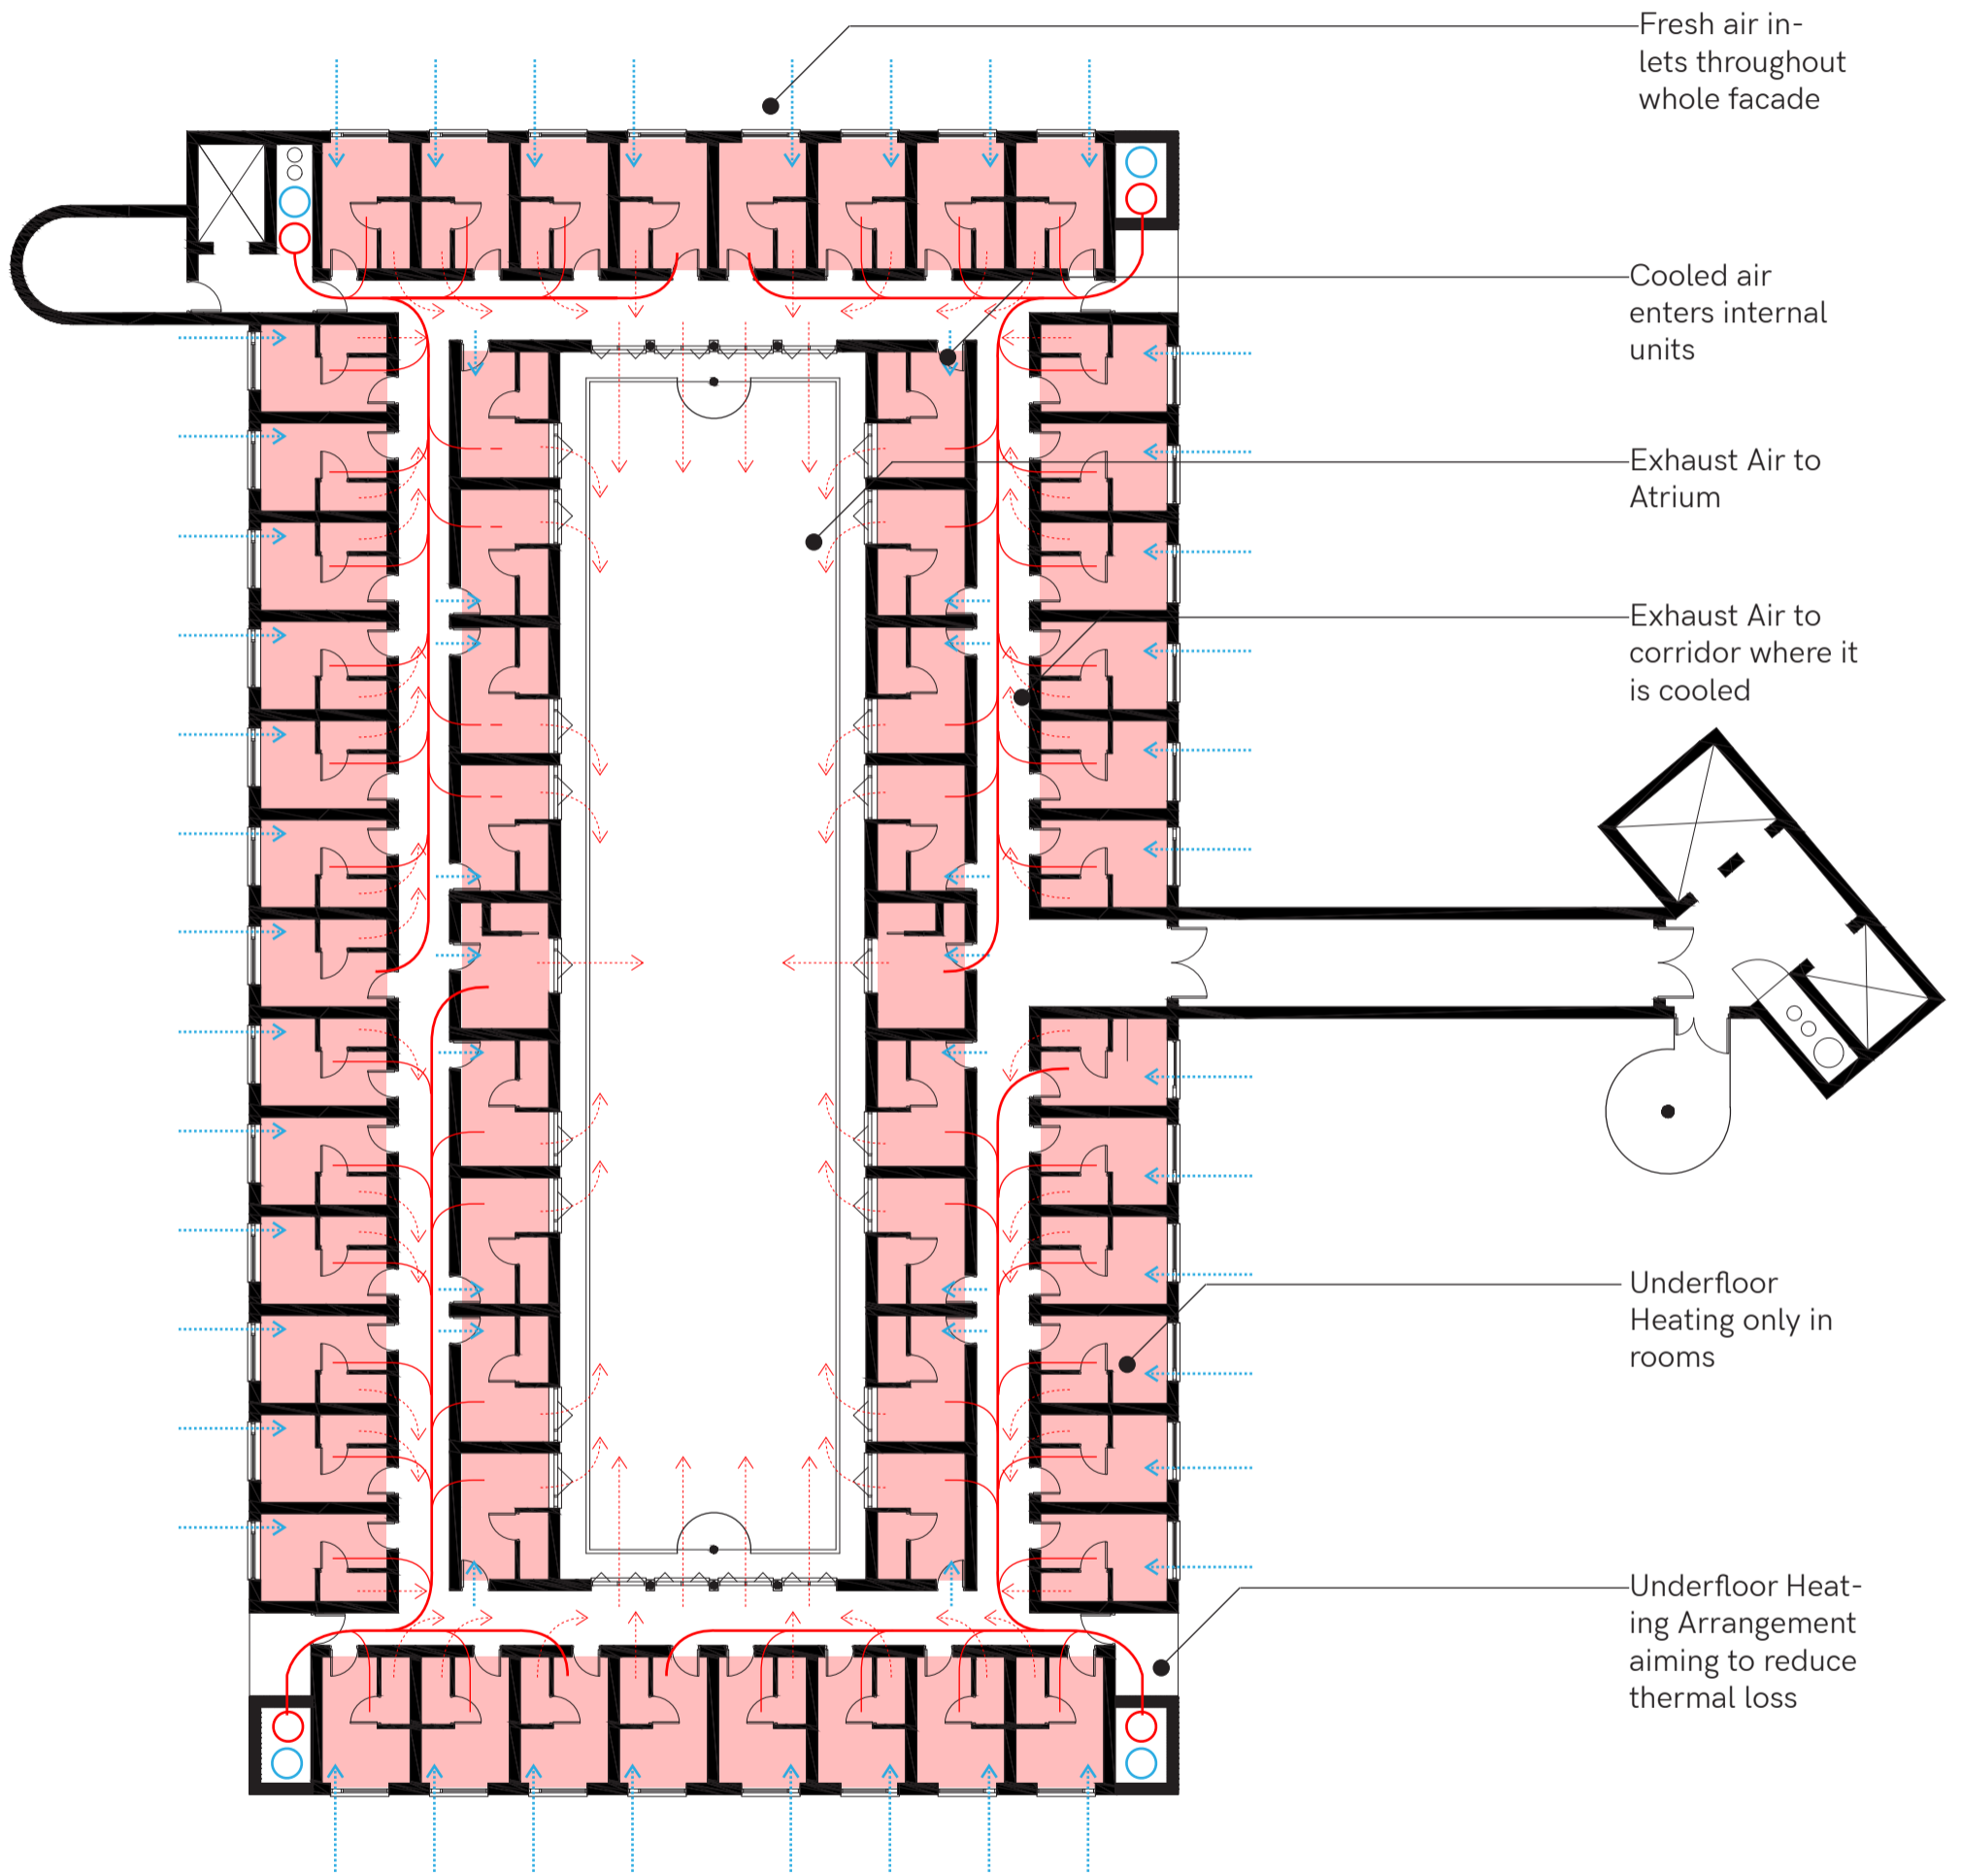 Fresh air in-
lets throughout
whole facade
Cooled air
enters internal
units
Exhaust Air to
Atrium
Exhaust Air to
corridor where it
is cooled
Underfloor
Heating only in
rooms
Underfloor Heat-
ing Arrangement
aiming to reduce
thermal loss